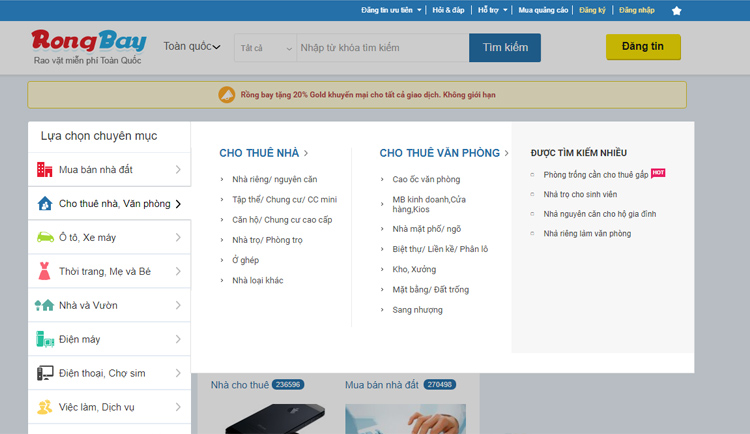 Đăng tin ưu tiên
Hỏi & đáp
Hỗ trợ
Mua quảng cáo
Đăng ký
Đăng nhập
RongBay
Rao vặt miễn phí Toàn Quốc
Toàn quốc
Tất cả
Nhập từ khóa tìm kiếm
Tìm kiếm
Đăng tin
Rồng bay tặng 20% Gold khuyến mại cho tất cả giao dịch. Không giới hạn
Lựa chọn chuyên mục
Mua bán nhà đất
Cho thuê nhà, Văn phòng
Ô tô, Xe máy
Thời trang, Mẹ và Bé
Nhà và Vườn
Điện máy
Điện thoại, Chợ sim
Việc làm, Dịch vụ
CHO THUÊ NHÀ
Nhà riêng/ nguyên căn
Tập thể/ Chung cư/ CC mini
Căn hộ/ Chung cư cao cấp
Nhà trọ/ Phòng trọ
Ở ghép
Nhà loại khác
CHO THUÊ VĂN PHÒNG
Cao ốc văn phòng
MB kinh doanh,Cửa
hàng,Kios
Nhà mặt phố/ ngõ
Biệt thự/ Liền kề/ Phân lô
Kho, Xưởng
Mặt bằng/ Đất trống
Sang nhượng
ĐƯỢC TÌM KIẾM NHIỀU
Phòng trống cần cho thuê gấp HOT
Nhà trọ cho sinh viên
Nhá nguyên căn cho hộ gia đình
Nhà riêng làm văn phòng
Nhà cho thuê 236596
Mua bán nhà đất 270498